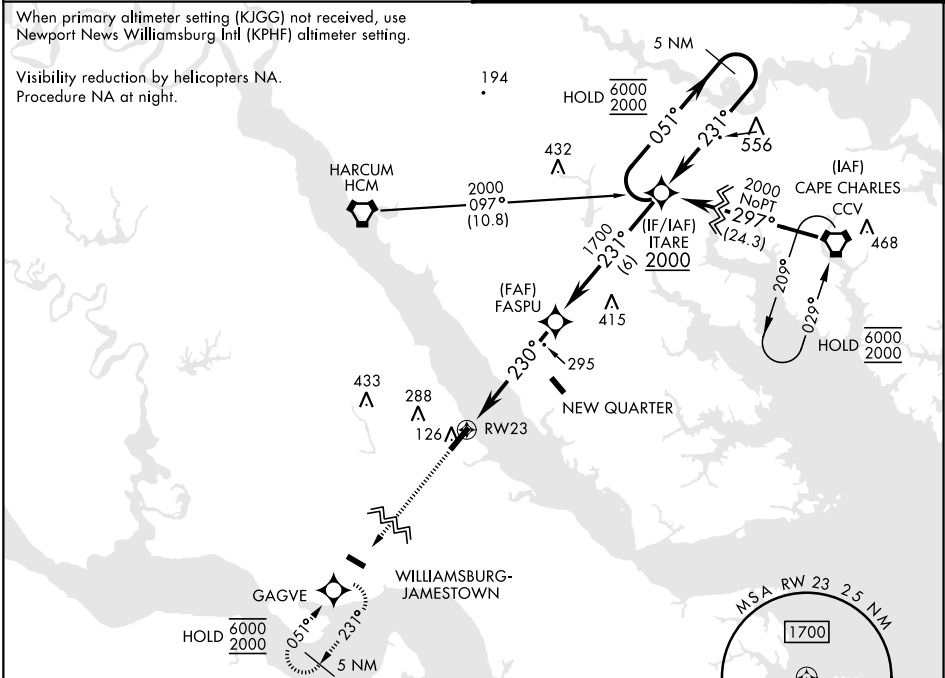 When primary altimeter setting (KJGG) not received, use
Newport News Williamsburg Intl (KPHF) altimeter setting.
Visibility reduction by helicopters NA.
Procedure NA at night.
194
5 NM
HOLD 6000
2000
051°
231°
556
432
HARCUM
HCM
2000
097°
(10.8)
(IF/IAF)
ITARE
2000
2000
NoPT
297°
(24.3)
(IAF)
CAPE CHARLES
CCV
468
209°
029°
HOLD 6000
2000
1700
231°
(6)
(FAF)
FASPU
415
295
230°
NEW QUARTER
433
288
126
RW23
WILLIAMSBURG-
JAMESTOWN
GAGVE
HOLD 6000
2000
051°
231°
5 NM
MSA RW 23 25 NM
1700